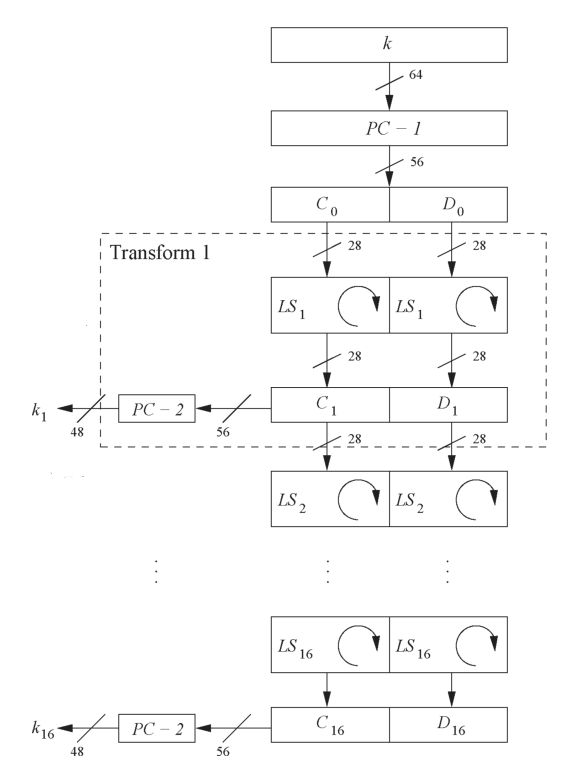 k
64
PC − 1
56
C0 D0
Transform 1
28 28
LS1 LS1
28 28
k1 48 PC − 2 56 C1 D1
28 28
LS2 LS2
LS16 LS16
k16 48 PC − 2 56 C16 D16